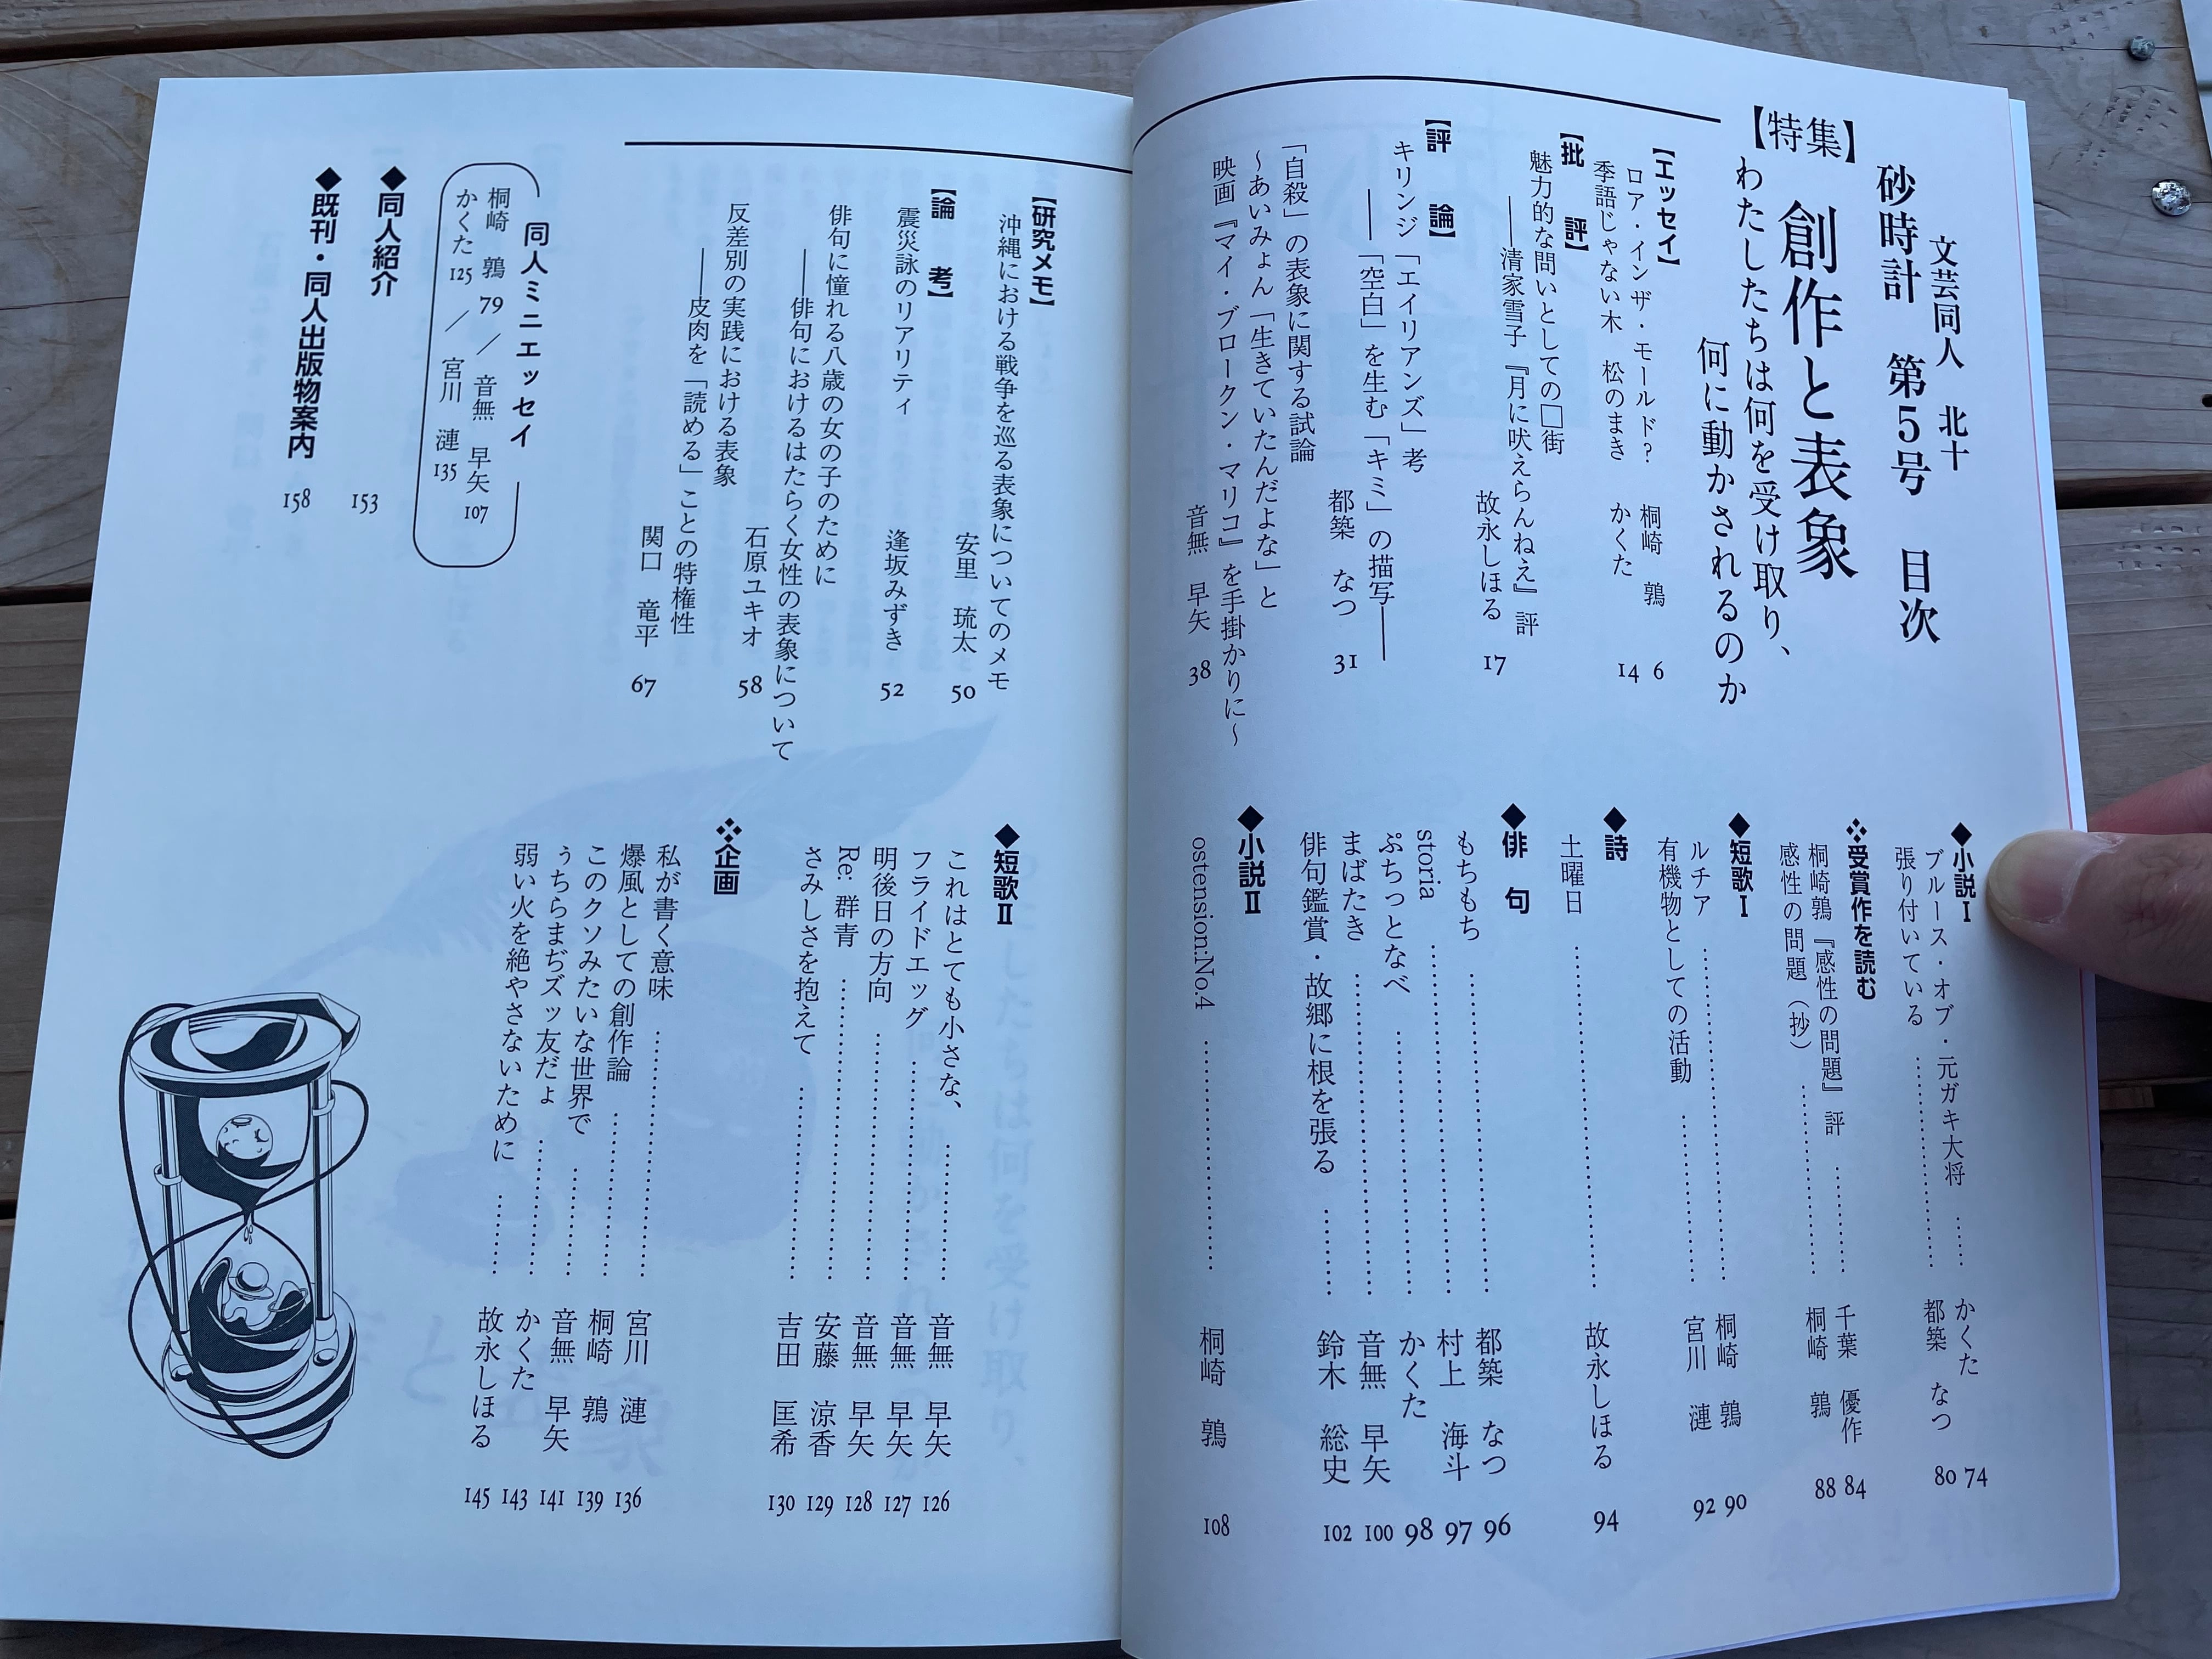 文芸同人 北十
砂時計 第5号 目次
【特集】
創作と表象
わたしたちは何を受け取り、
何に動かされるのか
【エッセイ】
ロア・インザ・モールド? 桐崎 鶉 6
季語じゃない木 松のまき かくた 14
【批 評】
魅力的な問いとしての□街
――清家雪子『月に吠えらんねえ』評 故永しほる 17
【評 論】
キリンジ「エイリアンズ」考
――「空白」を生む「キミ」の描写―― 都築 なつ 31
「自殺」の表象に関する試論
～あいみょん「生きていたんだよな」と
映画『マイ・ブロークン・マリコ』を手掛かりに～ 音無 早矢 38
◆小説Ⅰ
ブルース・オブ・元ガキ大将 …… かくた 74
張り付いている …… 都築 なつ 80
❖受賞作を読む
桐崎鶉『感性の問題』評 …… 千葉 優作 84
感性の問題(抄) …… 桐崎 鶉 88
◆短歌Ⅰ
ルチア …… 桐崎 鶉 90
有機物としての活動 …… 宮川 漣 92
◆詩
土曜日 …… 故永しほる 94
◆俳 句
もちもち …… 都築 なつ 96
storia …… 村上 海斗 97
ぷちっとなべ …… かくた 98
まばたき …… 音無 早矢 100
俳句鑑賞・故郷に根を張る …… 鈴木 総史 102
◆小説Ⅱ
ostension:No.4 …… 桐崎 鶉 108
【研究メモ】
沖縄における戦争を巡る表象についてのメモ 安里 琉太 50
【論 考】
震災詠のリアリティ 逢坂みずき 52
俳句に憧れる八歳の女の子のために
――俳句におけるはたらく女性の表象について 石原ユキオ 58
反差別の実践における表象
――皮肉を「読める」ことの特権性 関口 竜平 67
同人ミニエッセイ
桐崎 鶉 79 / 音無 早矢 107
かくた 125 / 宮川 漣 135
◆同人紹介 153
◆既刊・同人出版物案内 158
◆短歌Ⅱ
これはとても小さな、 …… 音無 早矢 126
フライドエッグ …… 音無 早矢 127
明後日の方向 …… 音無 早矢 128
Re: 群青 …… 安藤 涼香 129
さみしさを抱えて …… 吉田 匡希 130
❖企画
私が書く意味 …… 宮川 漣 136
爆風としての創作論 …… 桐崎 鶉 139
このクソみたいな世界で …… 音無 早矢 141
ぅちらまぢズッ友だょ …… かくた 143
弱い火を絶やさないために …… 故永しほる 145